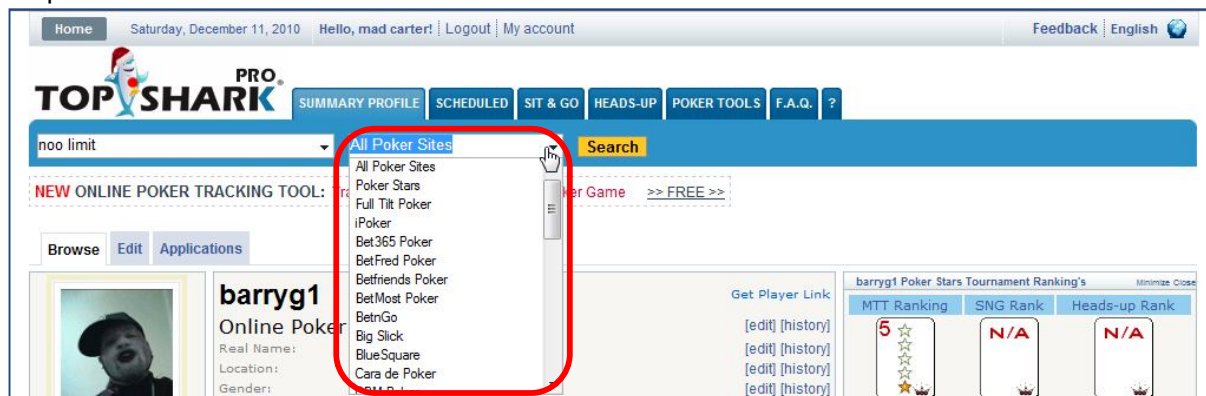 Home Saturday, December 11, 2010 Hello, mad carter! Logout My account Feedback English
TOP SHARK PRO
SUMMARY PROFILE SCHEDULED SIT & GO HEADS-UP POKER TOOLS F.A.Q. ?
noo limit All Poker Sites Search
All Poker Sites
NEW ONLINE POKER TRACKING TOOL: Game >> FREE >>
Poker Stars
Full Tilt Poker
iPoker
Bet365 Poker
BetFred Poker
Betfriends Poker
BetMost Poker
BetnGo
Big Slick
BlueSquare
Cara de Poker
Browse Edit Applications
barryg1
Get Player Link
Online Poker [edit] [history]
Real Name: [edit] [history]
Location: [edit] [history]
Gender: [edit] [history]
barryg1 Poker Stars Tournament Ranking's Minimize Close
MTT Ranking SNG Rank Heads-up Rank
5 N/A N/A